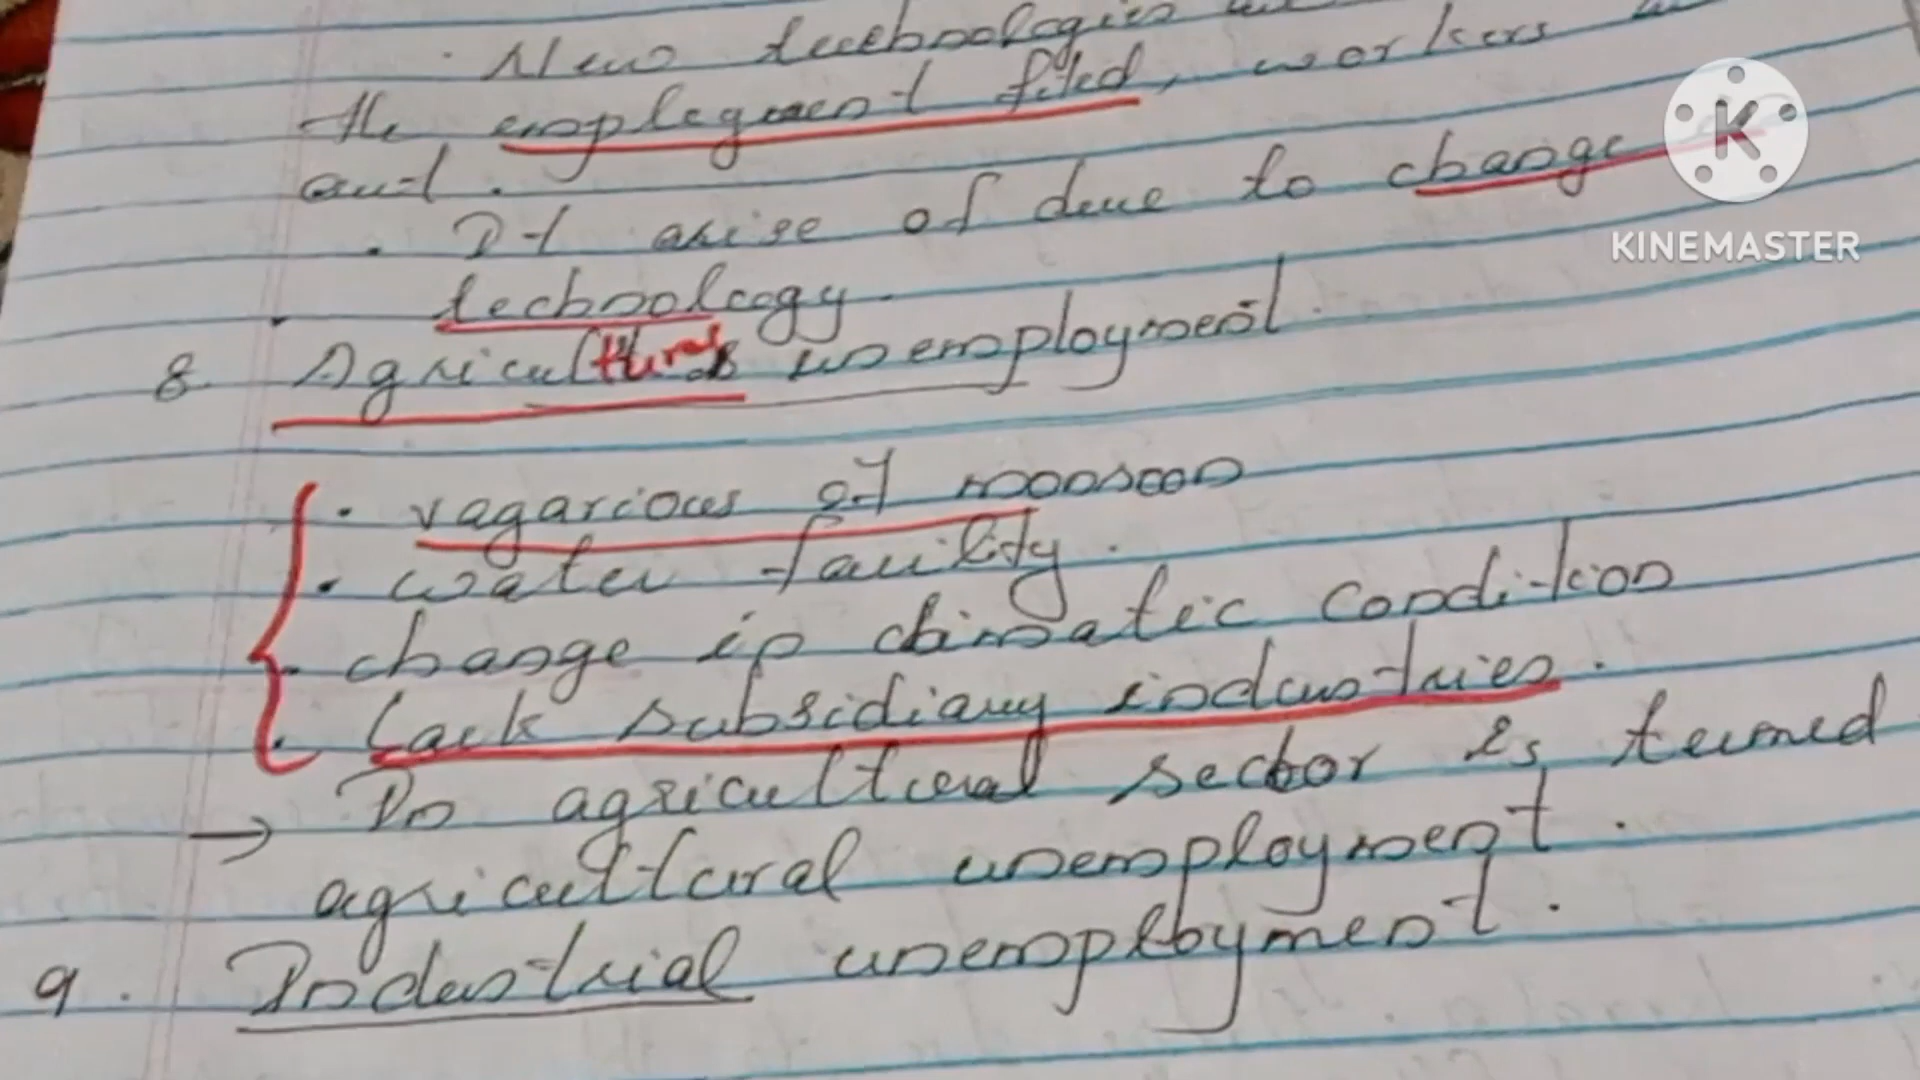 . New technologies
the employment filed, workers
out.
. It arise of due to change in
technology.
8. Agricultural unemployment.
. vagarious of monsoon
. water facility.
. change in climatic condition
. Lack subsidiary industries.
→ In agricultural sector is termed
agricultural unemployment.
9. Industrial unemployment.
K
KINEMASTER